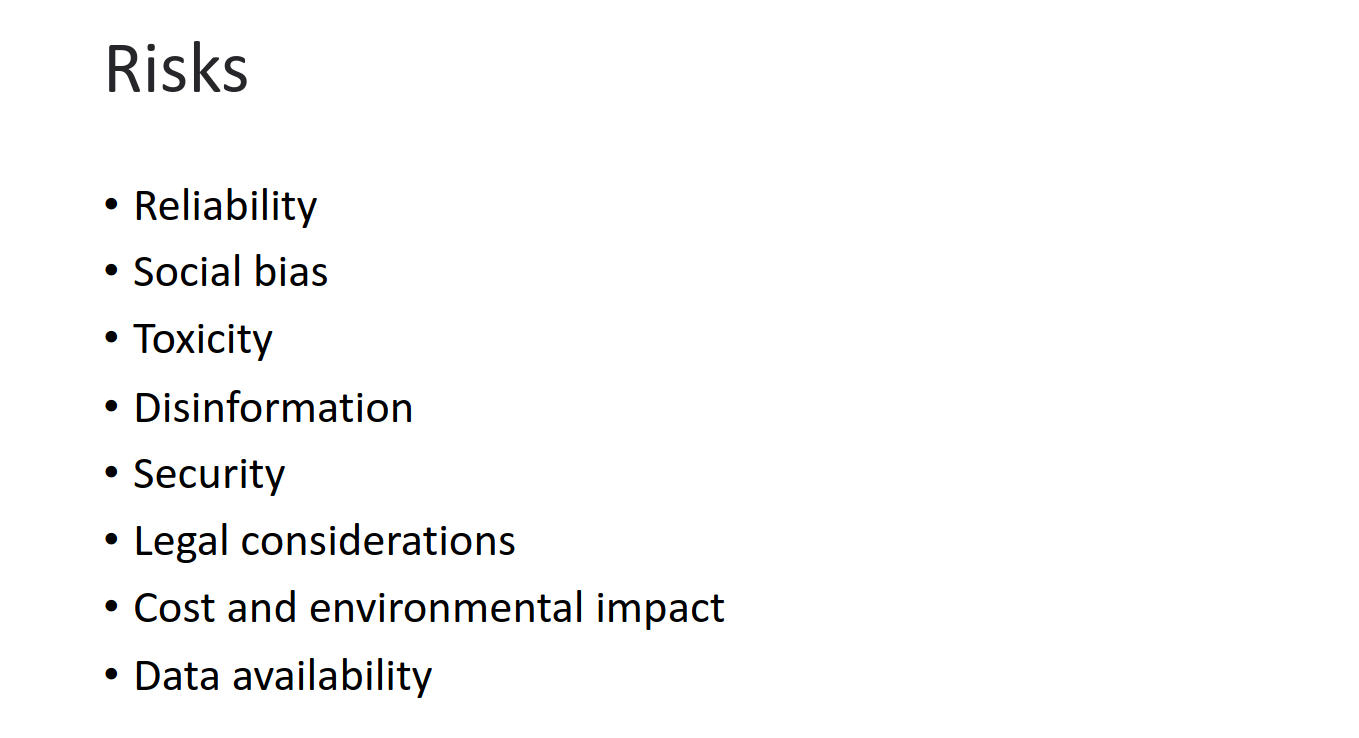 Risks
• Reliability
• Social bias
• Toxicity
• Disinformation
• Security
• Legal considerations
• Cost and environmental impact
• Data availability